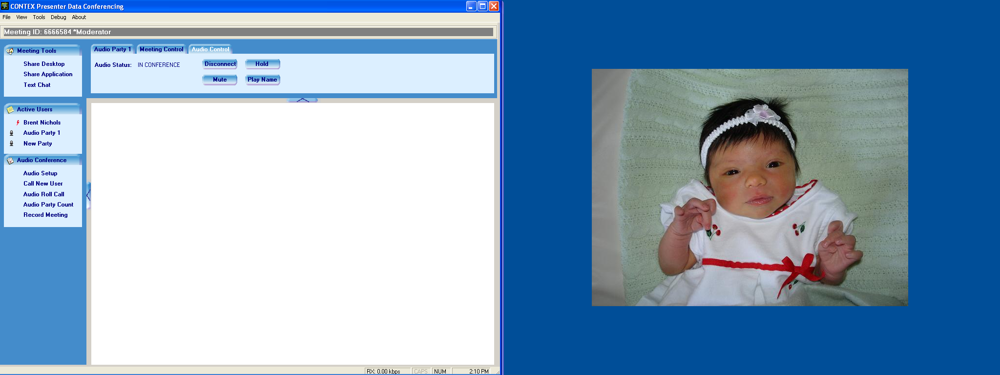 CONTEX Presenter Data Conferencing
File View Tools Debug About
Meeting ID: 6666584 *Moderator
Meeting Tools
Share Desktop
Share Application
Text Chat
Active Users
Brent Nichols
Audio Party 1
New Party
Audio Conference
Audio Setup
Call New User
Audio Roll Call
Audio Party Count
Record Meeting
Audio Party 1 Meeting Control Audio Control
Audio Status: IN CONFERENCE Disconnect Hold
Mute Play Name
RX: 0.00 kbps CAPS NUM 2:10 PM